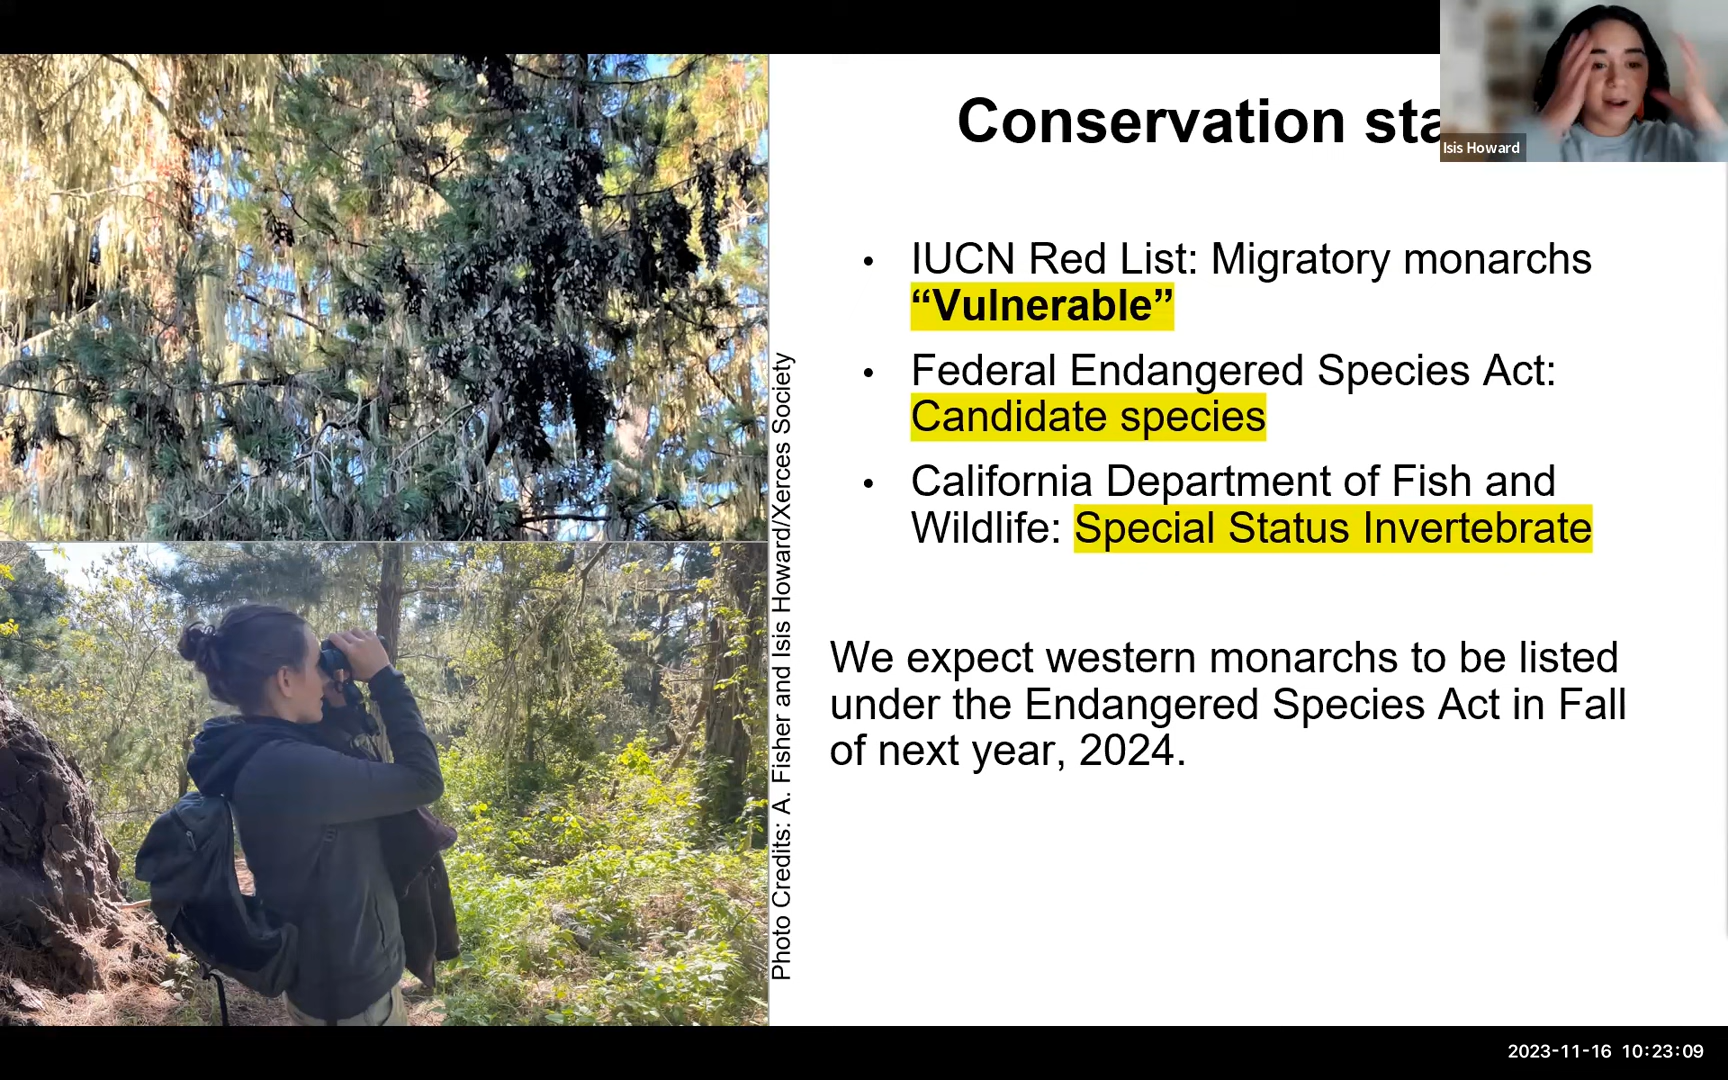 Conservation sta
Isis Howard
• IUCN Red List: Migratory monarchs
“Vulnerable”
• Federal Endangered Species Act:
Candidate species
• California Department of Fish and
Wildlife: Special Status Invertebrate
We expect western monarchs to be listed
under the Endangered Species Act in Fall
of next year, 2024.
Photo Credits: A. Fisher and Isis Howard/Xerces Society
2023-11-16 10:23:09